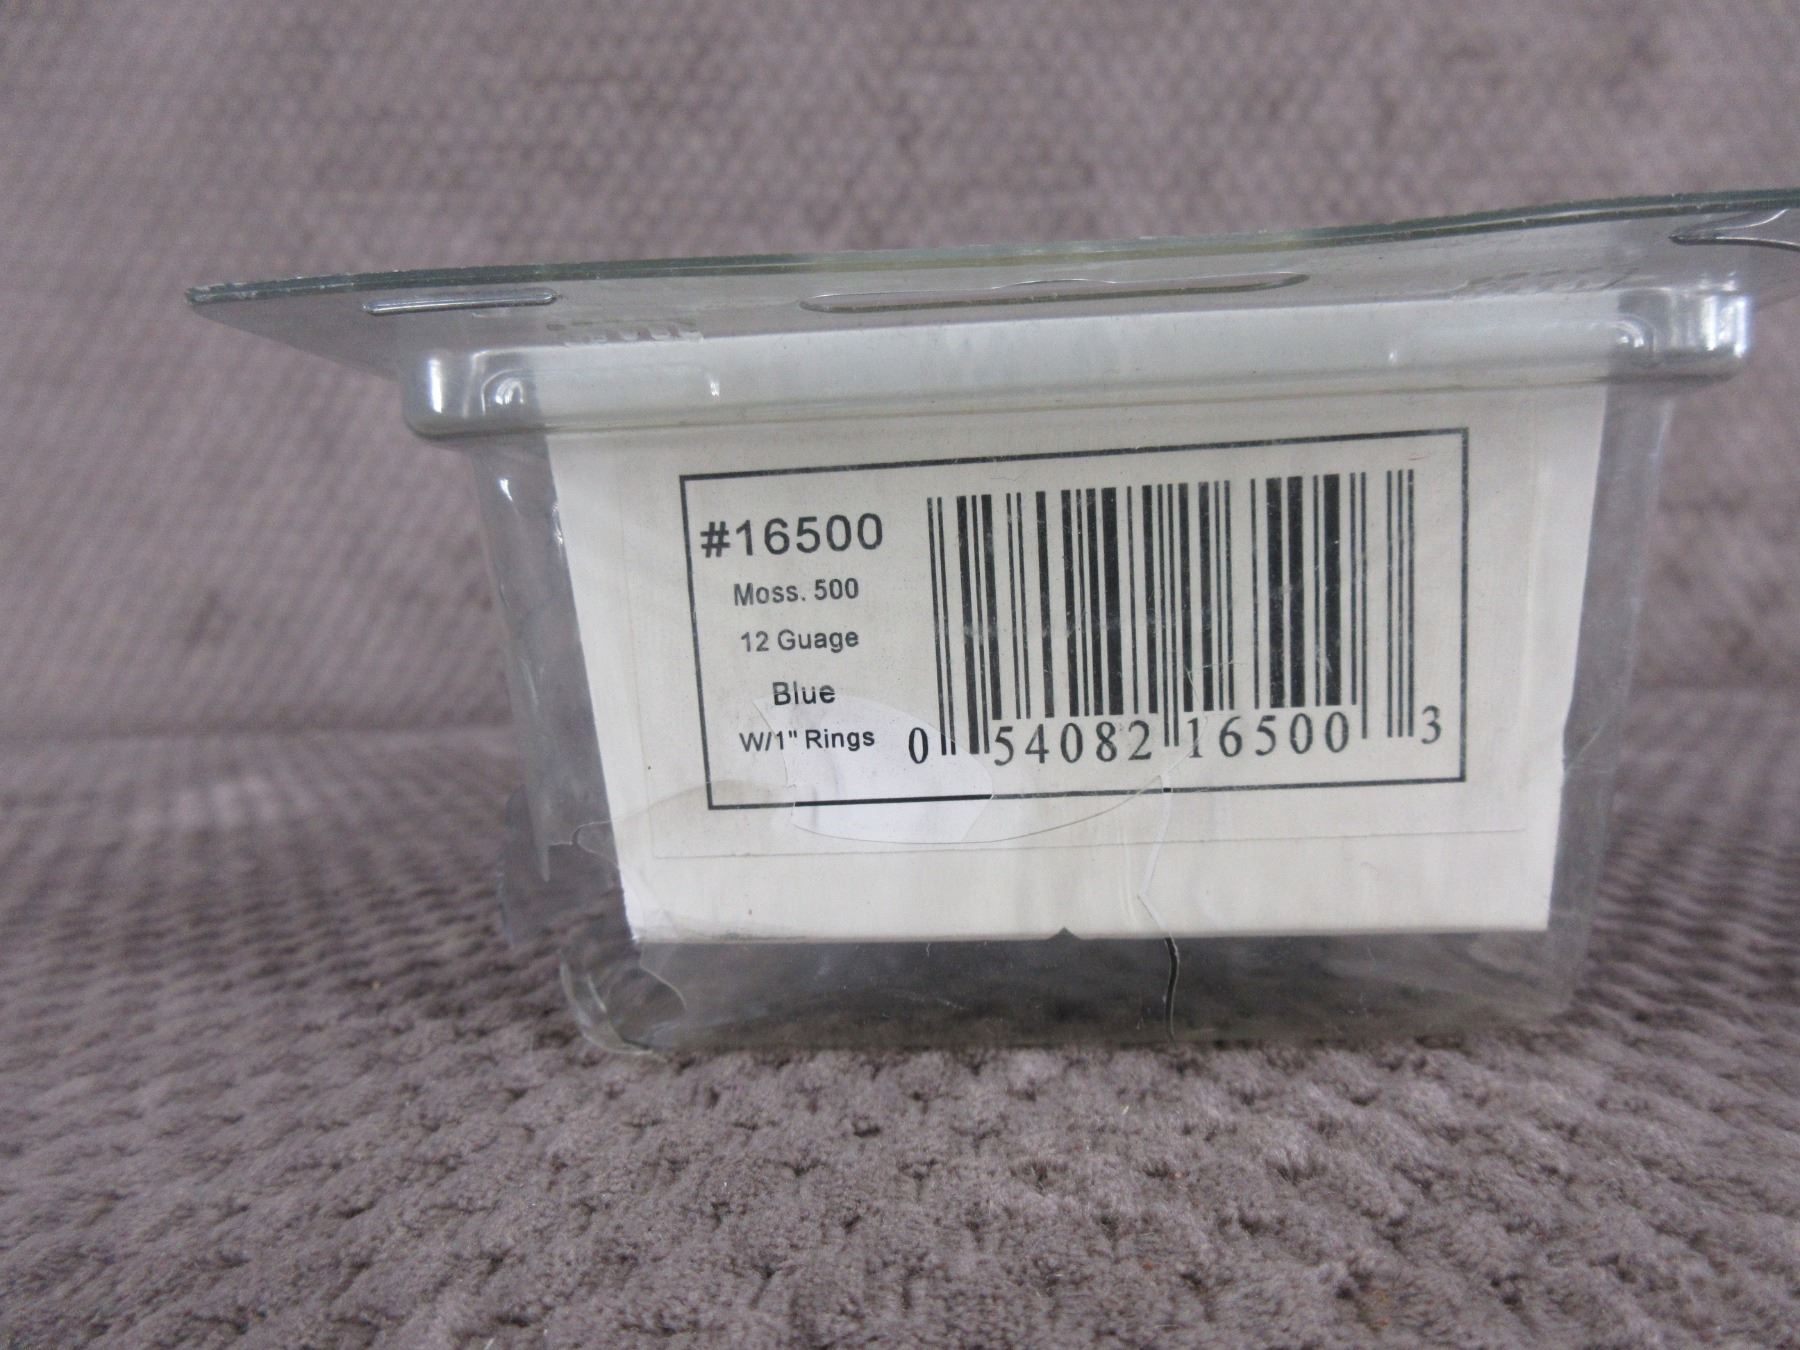 #16500
Moss. 500
12 Guage
Blue
W/1" Rings
0 54082 16500 3